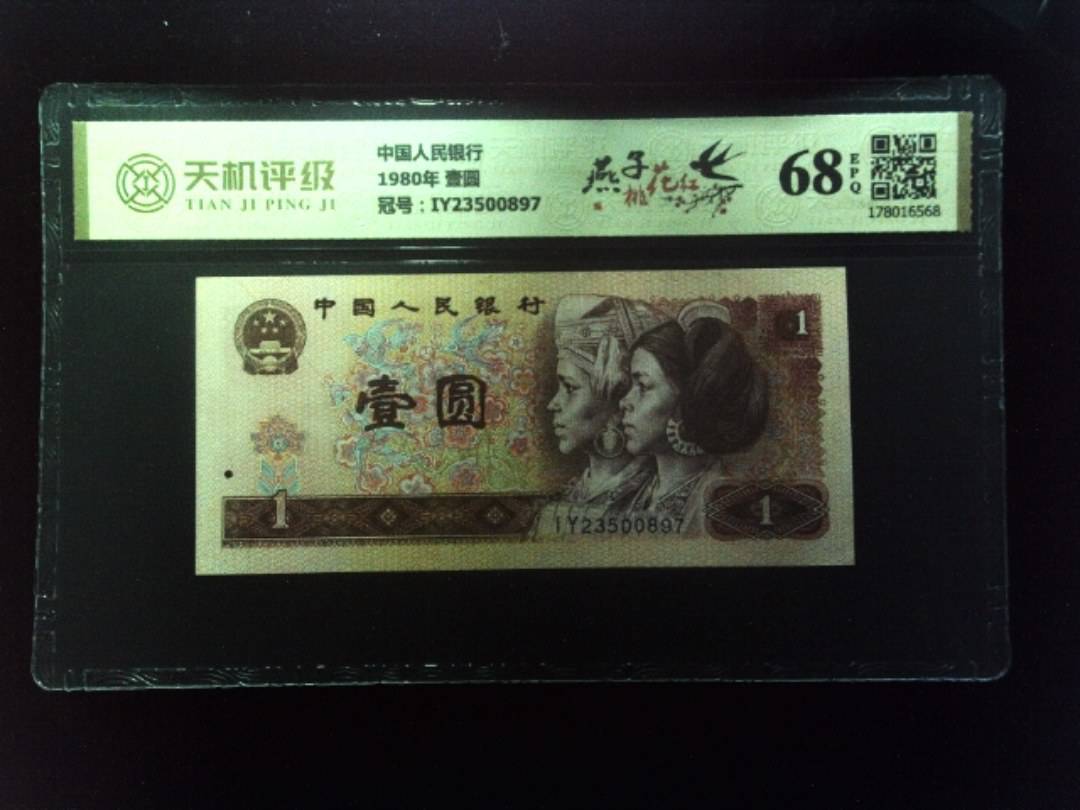 天机评级
TIAN JI PING JI
中国人民银行
1980年 壹圆
冠号：IY23500897
燕子
桃花红
68 EPQ
178016568
中国人民银行
1
壹圆
1
IY23500897
1